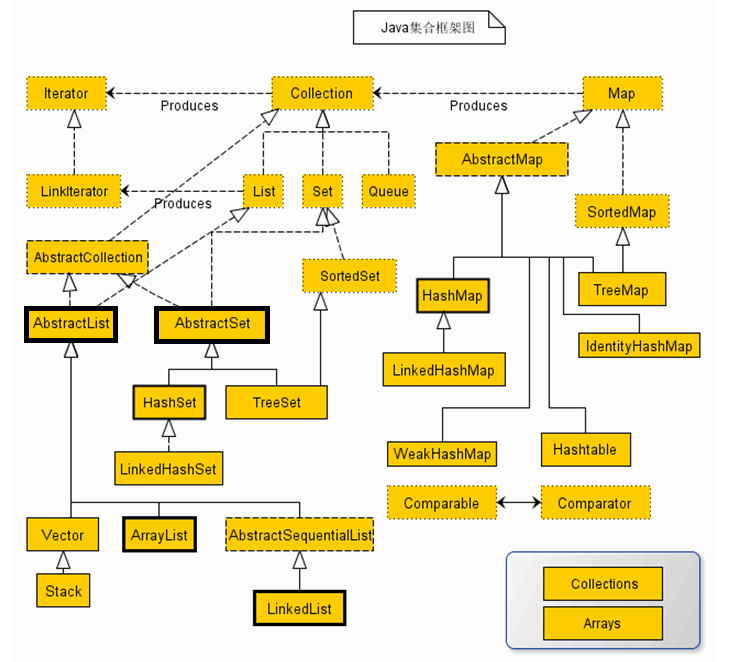 Java集合框架图
Iterator
Collection
Map
Produces
Produces
AbstractMap
LinkIterator
List
Set
Queue
Produces
SortedMap
AbstractCollection
SortedSet
HashMap
TreeMap
AbstractList
AbstractSet
IdentityHashMap
LinkedHashMap
HashSet
TreeSet
LinkedHashSet
WeakHashMap
Hashtable
Comparable
Comparator
Vector
ArrayList
AbstractSequentialList
Stack
LinkedList
Collections
Arrays